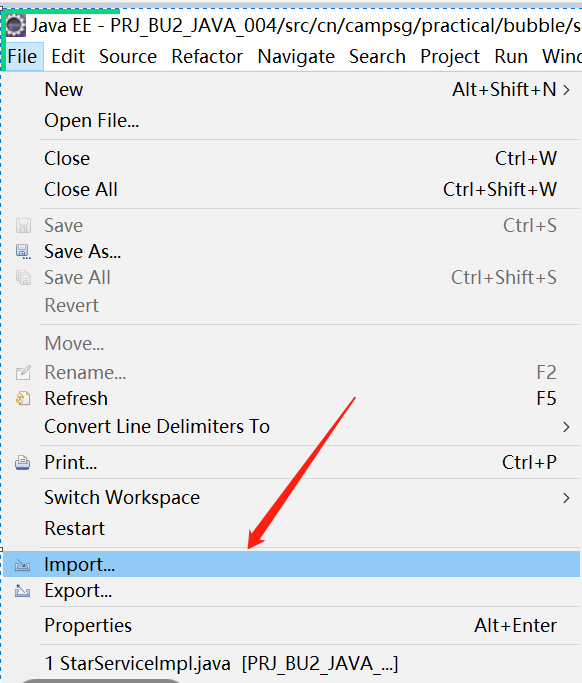 Java EE - PRJ_BU2_JAVA_004/src/cn/campsg/practical/bubble/s
File Edit Source Refactor Navigate Search Project Run Wind
New Alt+Shift+N >
Open File...
Close Ctrl+W
Close All Ctrl+Shift+W
Save Ctrl+S
Save As...
Save All Ctrl+Shift+S
Revert
Move...
Rename... F2
Refresh F5
Convert Line Delimiters To >
Print... Ctrl+P
Switch Workspace >
Restart
Import...
Export...
Properties Alt+Enter
1 StarServiceImpl.java [PRJ_BU2_JAVA_...]